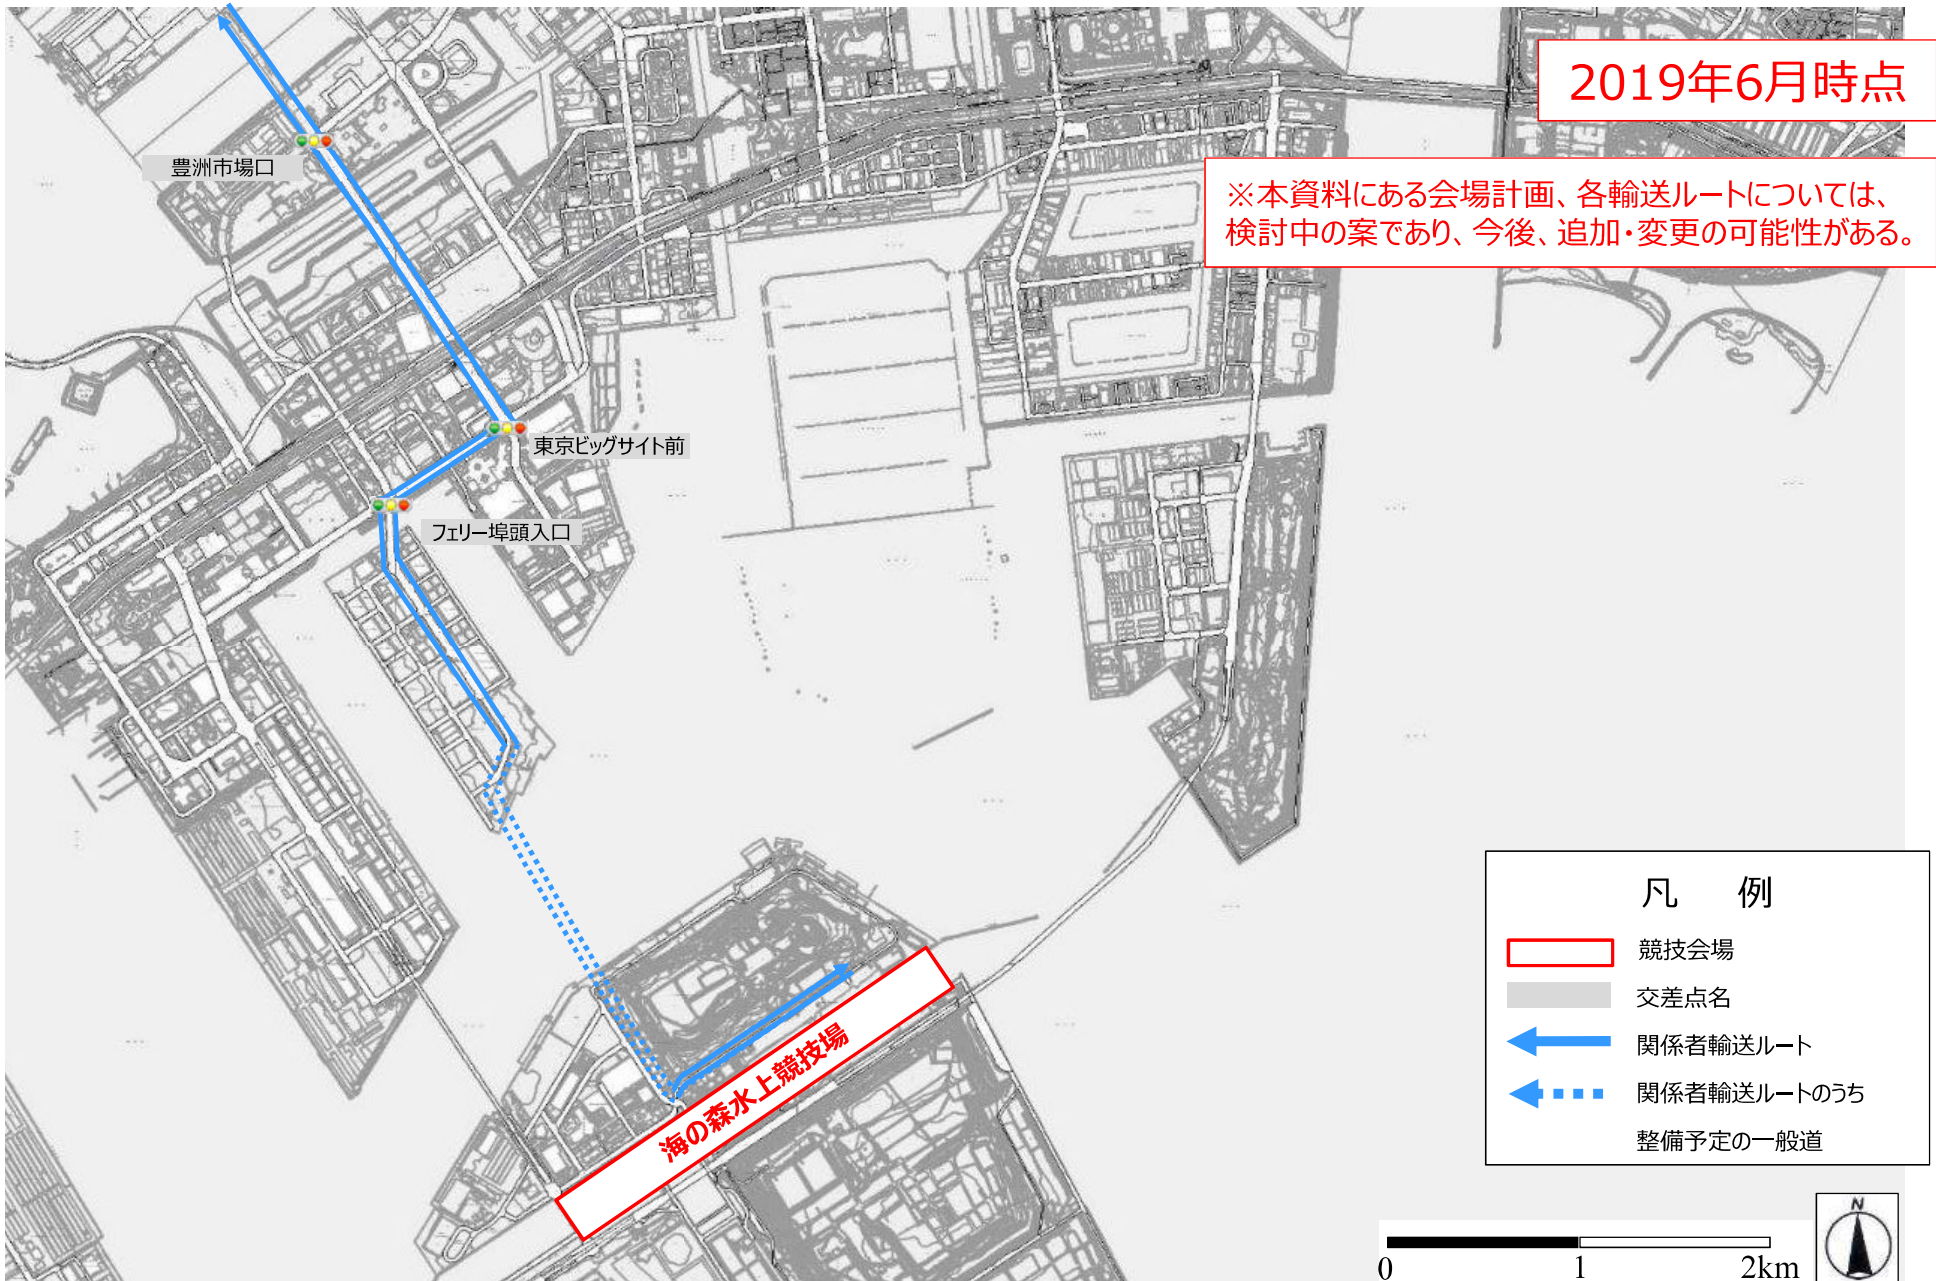 2019年6月時点
※本資料にある会場計画、各輸送ルートについては、
検討中の案であり、今後、追加・変更の可能性がある。
豊洲市場口
東京ビッグサイト前
フェリー埠頭入口
海の森水上競技場
凡　例
競技会場
交差点名
関係者輸送ルート
関係者輸送ルートのうち
整備予定の一般道
N
0 1 2km